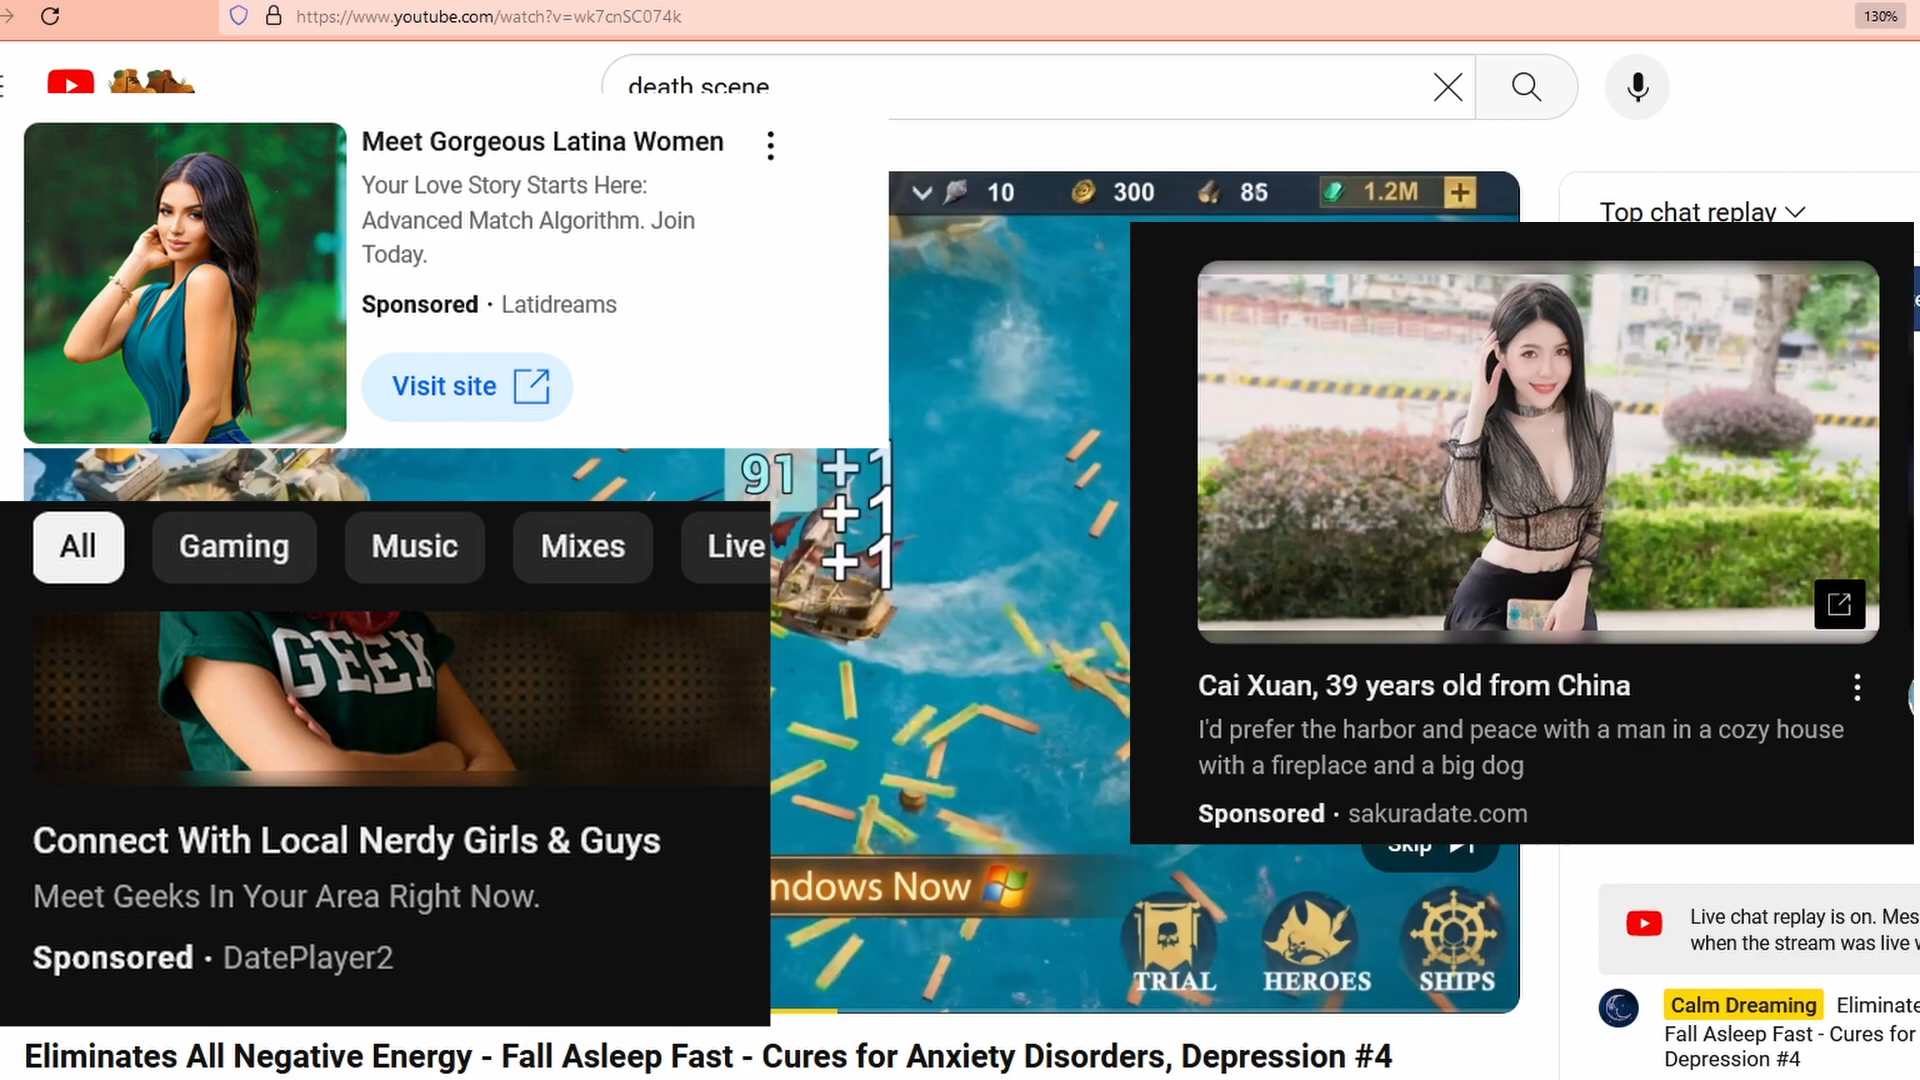 https://www.youtube.com/watch?v=wk7cnSC074k
130%
death scene
Meet Gorgeous Latina Women
Your Love Story Starts Here:
Advanced Match Algorithm. Join
Today.
Sponsored · Latidreams
Visit site
10 300 85 1.2M +
Top chat replay
91 +1
+1
+1
All Gaming Music Mixes Live
GEEK
Connect With Local Nerdy Girls & Guys
Meet Geeks In Your Area Right Now.
Sponsored · DatePlayer2
Cai Xuan, 39 years old from China
I'd prefer the harbor and peace with a man in a cozy house
with a fireplace and a big dog
Sponsored · sakuradate.com
Skip
ndows Now
TRIAL HEROES SHIPS
Live chat replay is on. Mes
when the stream was live
Calm Dreaming Eliminate
Fall Asleep Fast - Cures for
Depression #4
Eliminates All Negative Energy - Fall Asleep Fast - Cures for Anxiety Disorders, Depression #4